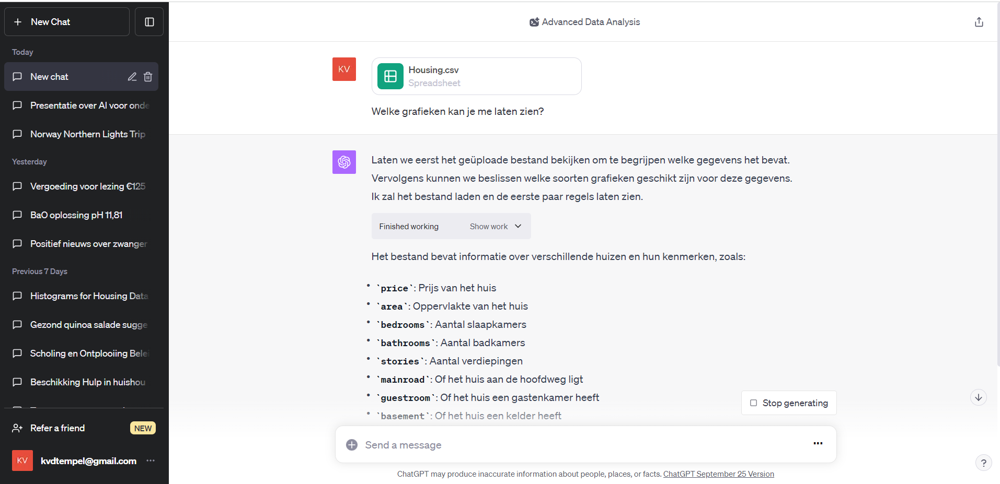 New Chat
Today
New chat
Presentatie over AI voor onde
Norway Northern Lights Trip
Yesterday
Vergoeding voor lezing €125
BaO oplossing pH 11,81
Positief nieuws over zwanger
Previous 7 Days
Histograms for Housing Data
Gezond quinoa salade sugge
Scholing en Ontplooiing Belei
Beschikking Hulp in huishou
Refer a friend NEW
KV kvdtempel@gmail.com
Advanced Data Analysis
KV
Housing.csv
Spreadsheet
Welke grafieken kan je me laten zien?
Laten we eerst het geüploade bestand bekijken om te begrijpen welke gegevens het bevat.
Vervolgens kunnen we beslissen welke soorten grafieken geschikt zijn voor deze gegevens.
Ik zal het bestand laden en de eerste paar regels laten zien.
Finished working Show work
Het bestand bevat informatie over verschillende huizen en hun kenmerken, zoals:
• `price`: Prijs van het huis
• `area`: Oppervlakte van het huis
• `bedrooms`: Aantal slaapkamers
• `bathrooms`: Aantal badkamers
• `stories`: Aantal verdiepingen
• `mainroad`: Of het huis aan de hoofdweg ligt
• `guestroom`: Of het huis een gastenkamer heeft
• `basement`: Of het huis een kelder heeft
Stop generating
Send a message
?
ChatGPT may produce inaccurate information about people, places, or facts. ChatGPT September 25 Version